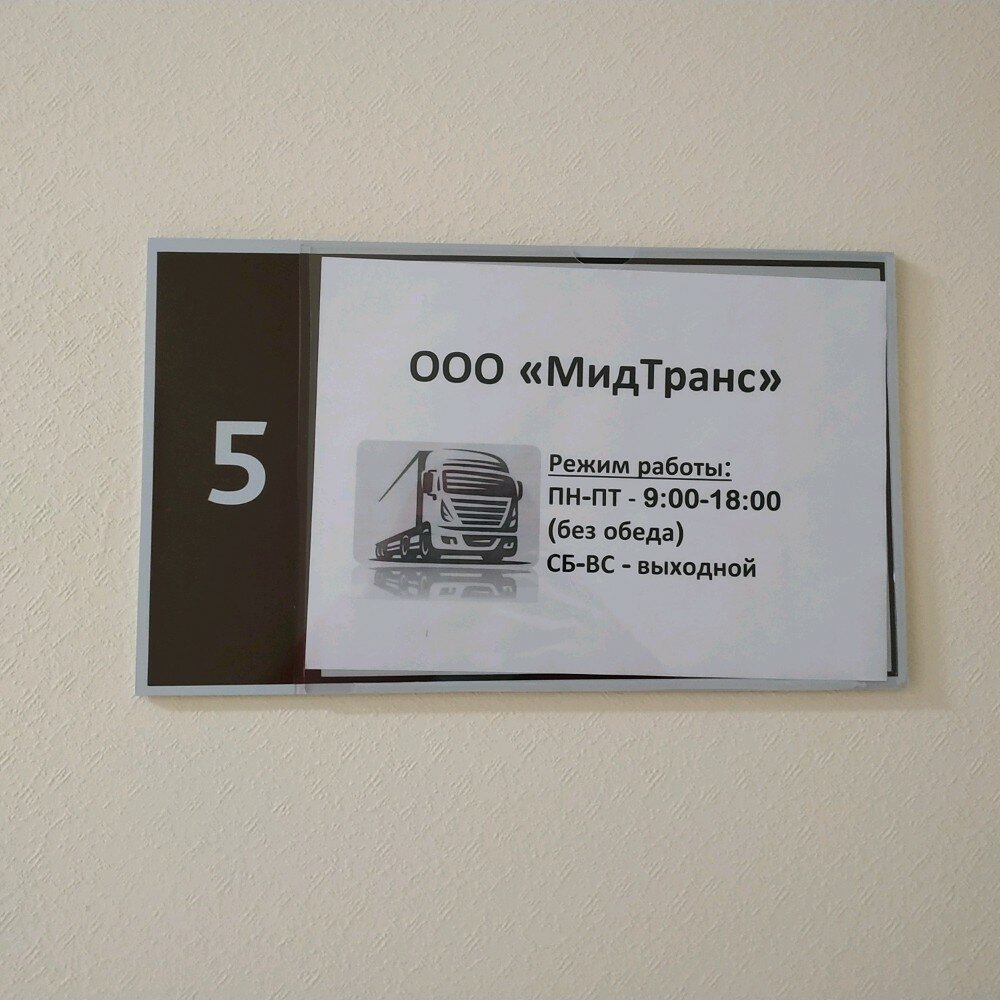 5
ООО «МидТранс»
Режим работы:
ПН-ПТ - 9:00-18:00
(без обеда)
СБ-ВС - выходной